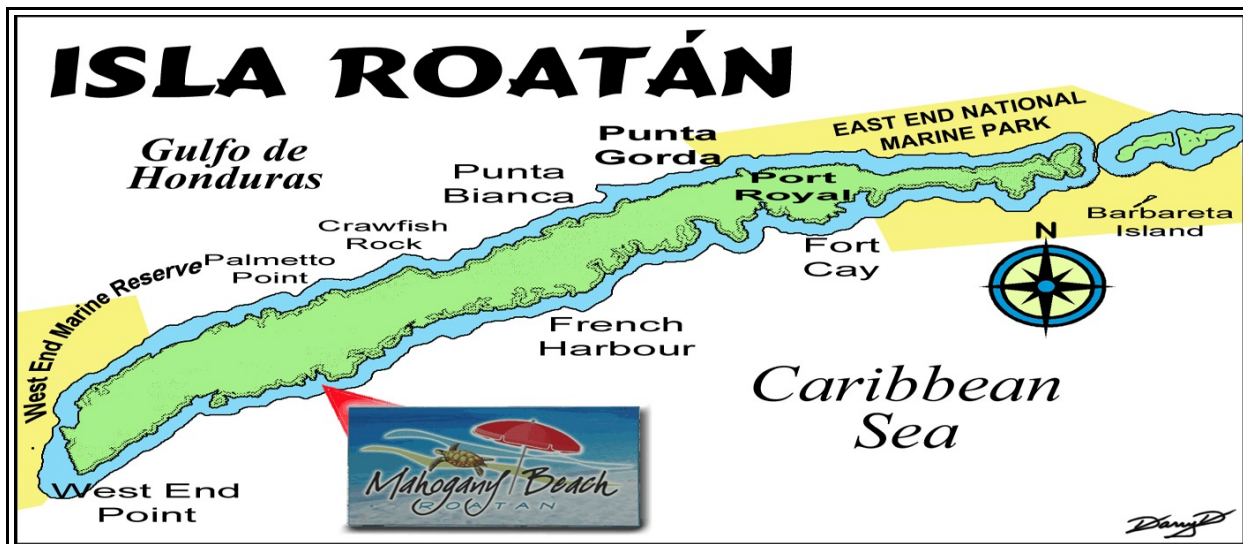 ISLA ROATÁN
Gulfo de
Honduras
Punta
Gorda
EAST END NATIONAL
MARINE PARK
Punta
Bianca
Port
Royal
Crawfish
Rock
Barbareta
Island
N
Palmetto
Point
Fort
Cay
West End Marine Reserve
French
Harbour
Caribbean
Sea
Mahogany Beach
ROATAN
West End
Point
DarryD